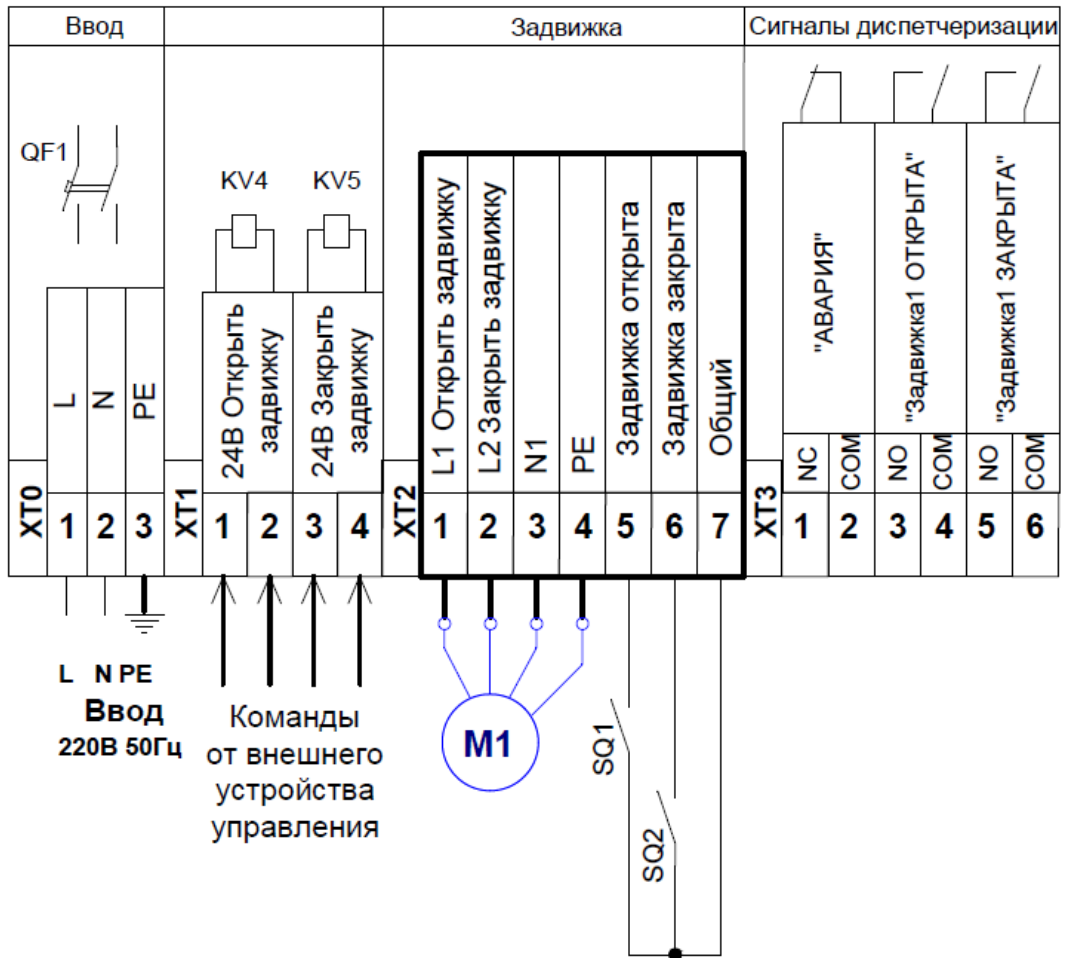 Ввод
Задвижка
Сигналы диспетчеризации
QF1
KV4
KV5
L
N
PE
24В Открыть
задвижку
24В Закрыть
задвижку
L1 Открыть задвижку
L2 Закрыть задвижку
N1
PE
Задвижка открыта
Задвижка закрыта
Общий
"АВАРИЯ"
"Задвижка1 ОТКРЫТА"
"Задвижка1 ЗАКРЫТА"
NC
COM
NO
COM
NO
COM
XT0
1
2
3
XT1
1
2
3
4
XT2
1
2
3
4
5
6
7
XT3
1
2
3
4
5
6
L N PE
Ввод
220В 50Гц
Команды
от внешнего
устройства
управления
M1
SQ1
SQ2